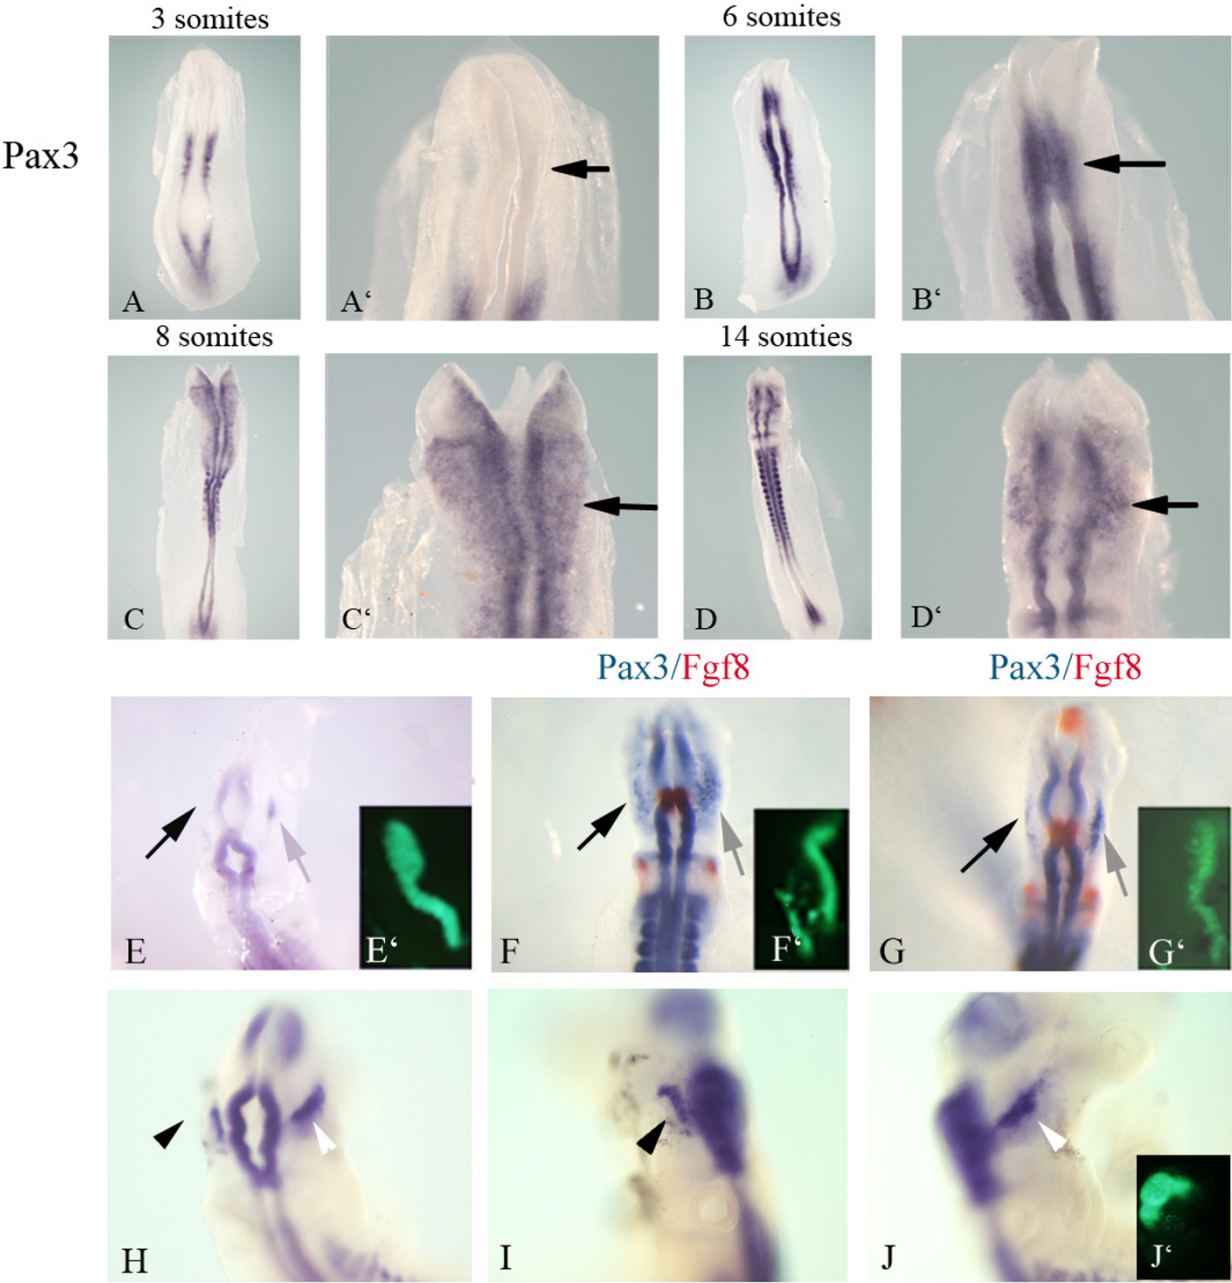 3 somites
6 somites
Pax3
A
A‘
B
B‘
8 somites
14 somties
C
C‘
D
D‘
Pax3/Fgf8
Pax3/Fgf8
E
E‘
F
F‘
G
G‘
H
I
J
J‘